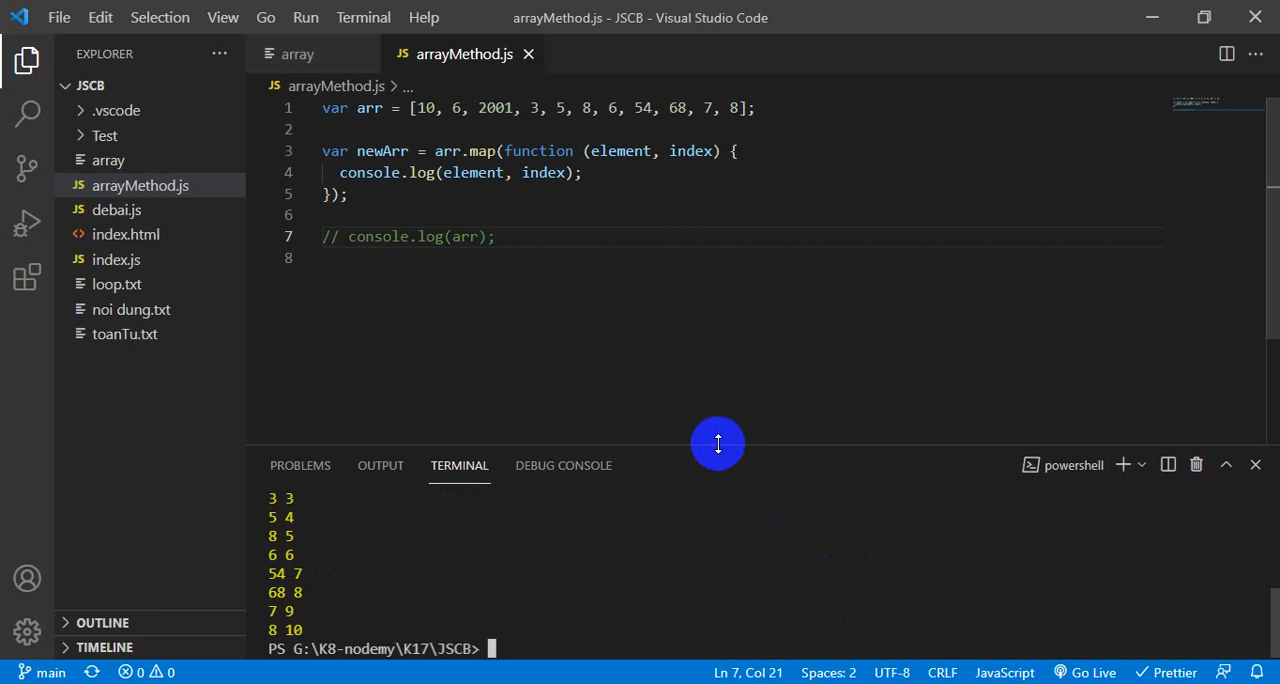 File Edit Selection View Go Run Terminal Help arrayMethod.js - JSCB - Visual Studio Code
EXPLORER
JSCB
.vscode
Test
array
JS arrayMethod.js
JS debai.js
<> index.html
JS index.js
loop.txt
noi dung.txt
toanTu.txt
OUTLINE
TIMELINE
array JS arrayMethod.js
JS arrayMethod.js > ...
1 var arr = [10, 6, 2001, 3, 5, 8, 6, 54, 68, 7, 8];
2
3 var newArr = arr.map(function (element, index) {
4 console.log(element, index);
5 });
6
7 // console.log(arr);
8
PROBLEMS OUTPUT TERMINAL DEBUG CONSOLE powershell
3 3
5 4
8 5
6 6
54 7
68 8
7 9
8 10
PS G:\K8-nodemy\K17\JSCB>
main 0 0 Ln 7, Col 21 Spaces: 2 UTF-8 CRLF JavaScript Go Live Prettier